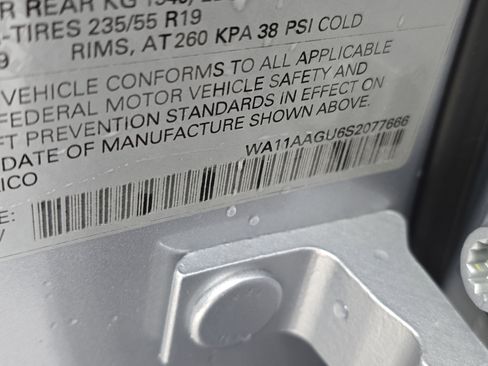 REAR KG
-TIRES 235/55 R19
9 RIMS, AT 260 KPA 38 PSI COLD
VEHICLE CONFORMS TO ALL APPLICABLE
FEDERAL MOTOR VEHICLE SAFETY AND
FT PREVENTION STANDARDS IN EFFECT ON
DATE OF MANUFACTURE SHOWN ABOVE.
WA11AAGU6S2077666
ICO
E: